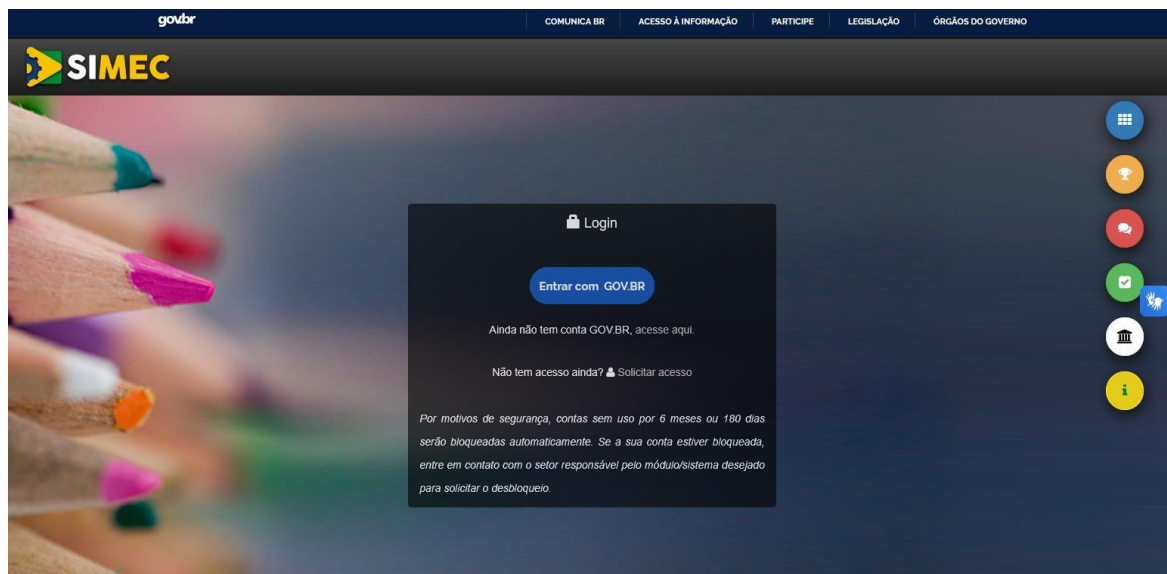 gov.br
COMUNICA BR
ACESSO À INFORMAÇÃO
PARTICIPE
LEGISLAÇÃO
ÓRGÃOS DO GOVERNO
SIMEC
Login
Entrar com GOV.BR
Ainda não tem conta GOV.BR, acesse aqui.
Não tem acesso ainda? Solicitar acesso
Por motivos de segurança, contas sem uso por 6 meses ou 180 dias
serão bloqueadas automaticamente. Se a sua conta estiver bloqueada,
entre em contato com o setor responsável pelo módulo/sistema desejado
para solicitar o desbloqueio.